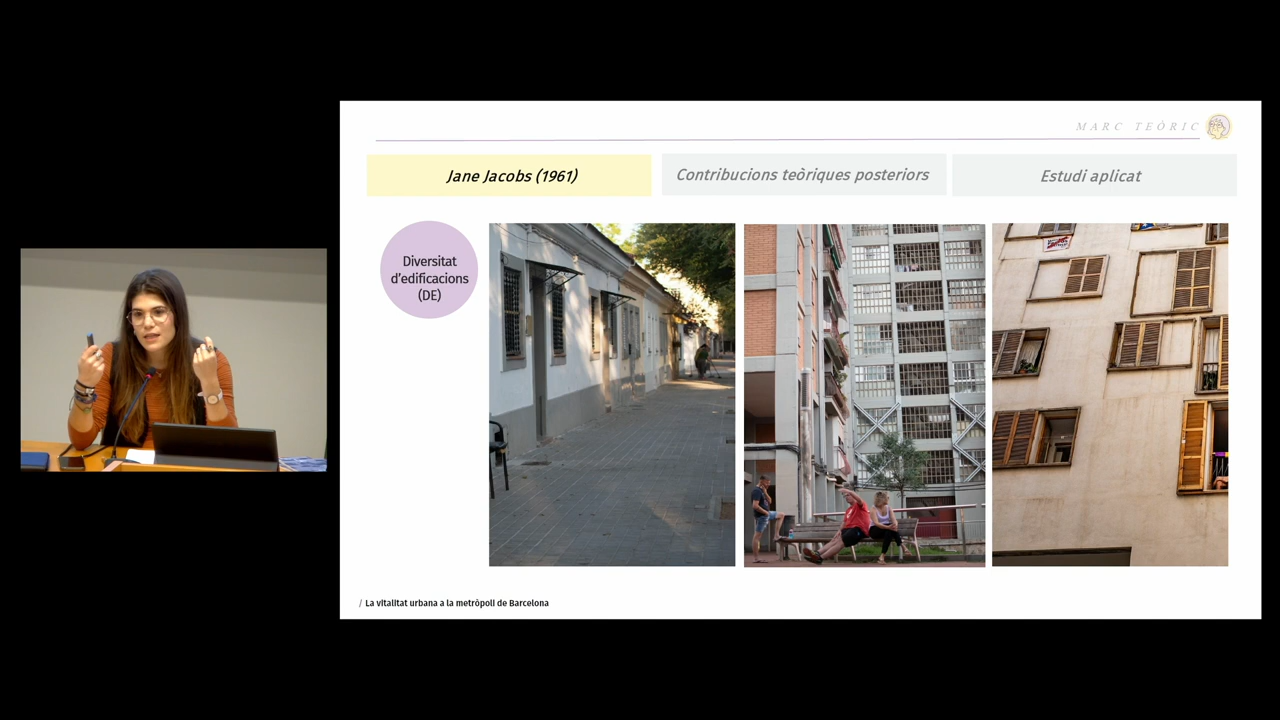 MARC TEÒRIC
Jane Jacobs (1961)
Contribucions teòriques posteriors
Estudi aplicat
Diversitat
d'edificacions
(DE)
/ La vitalitat urbana a la metròpoli de Barcelona